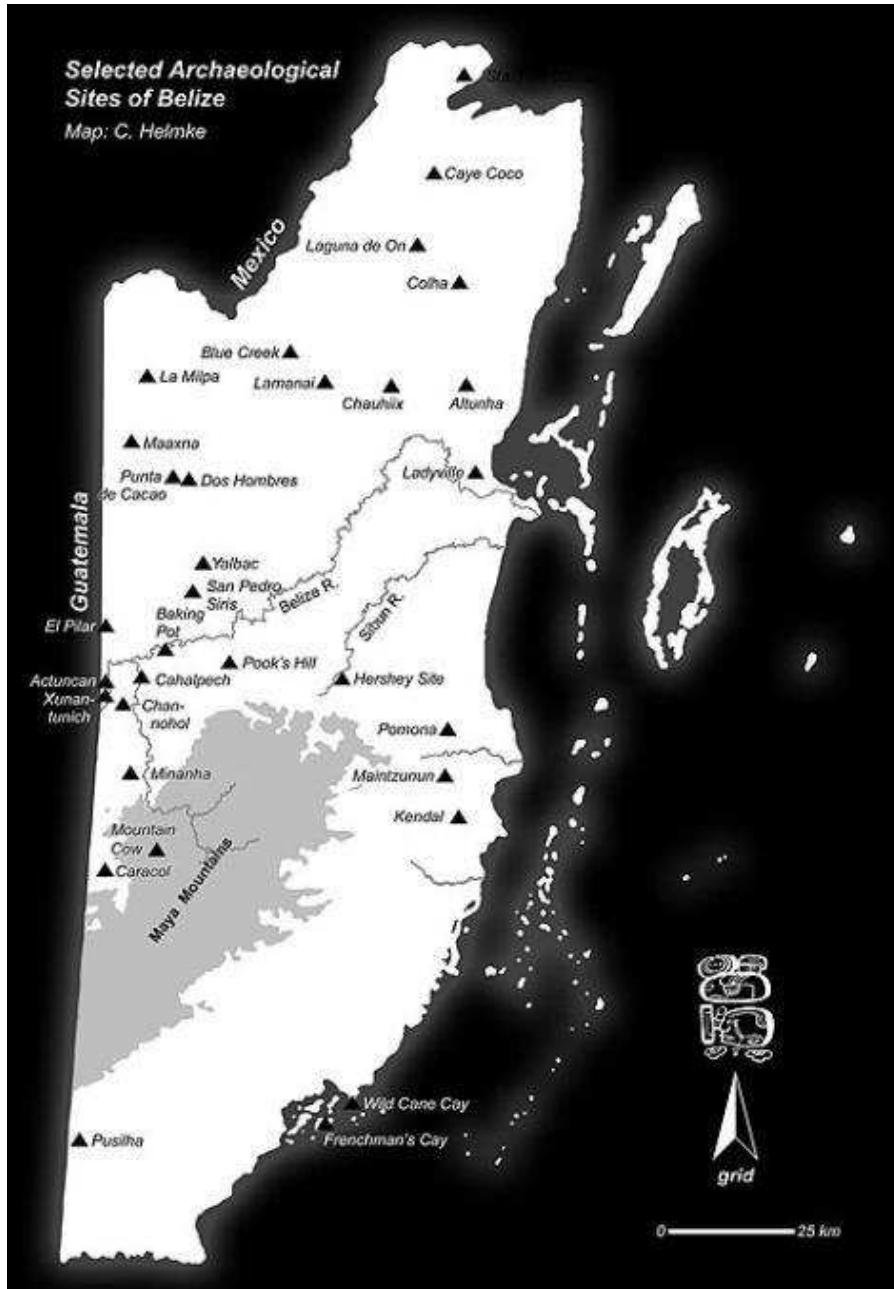 Selected Archaeological
Sites of Belize
Map: C. Helmke
Caye Coco
Mexico
Laguna de On
Colha
Blue Creek
La Milpa
Lamanai
Chauhiix
Altunha
Maaxna
Ladyville
Punta
de Cacao
Dos Hombres
Guatemala
Yalbac
San Pedro
Siris
Belize R.
Sibun R.
Baking
Pot
El Pilar
Pook's Hill
Actuncan
Cahalpech
Hershey Site
Xunan-
tunich
Chan-
nohol
Pomona
Minanha
Maintzunun
Kendal
Mountain
Cow
Caracol
Maya Mountains
Wild Cane Cay
Frenchman's Cay
Pusilha
grid
0 25 km